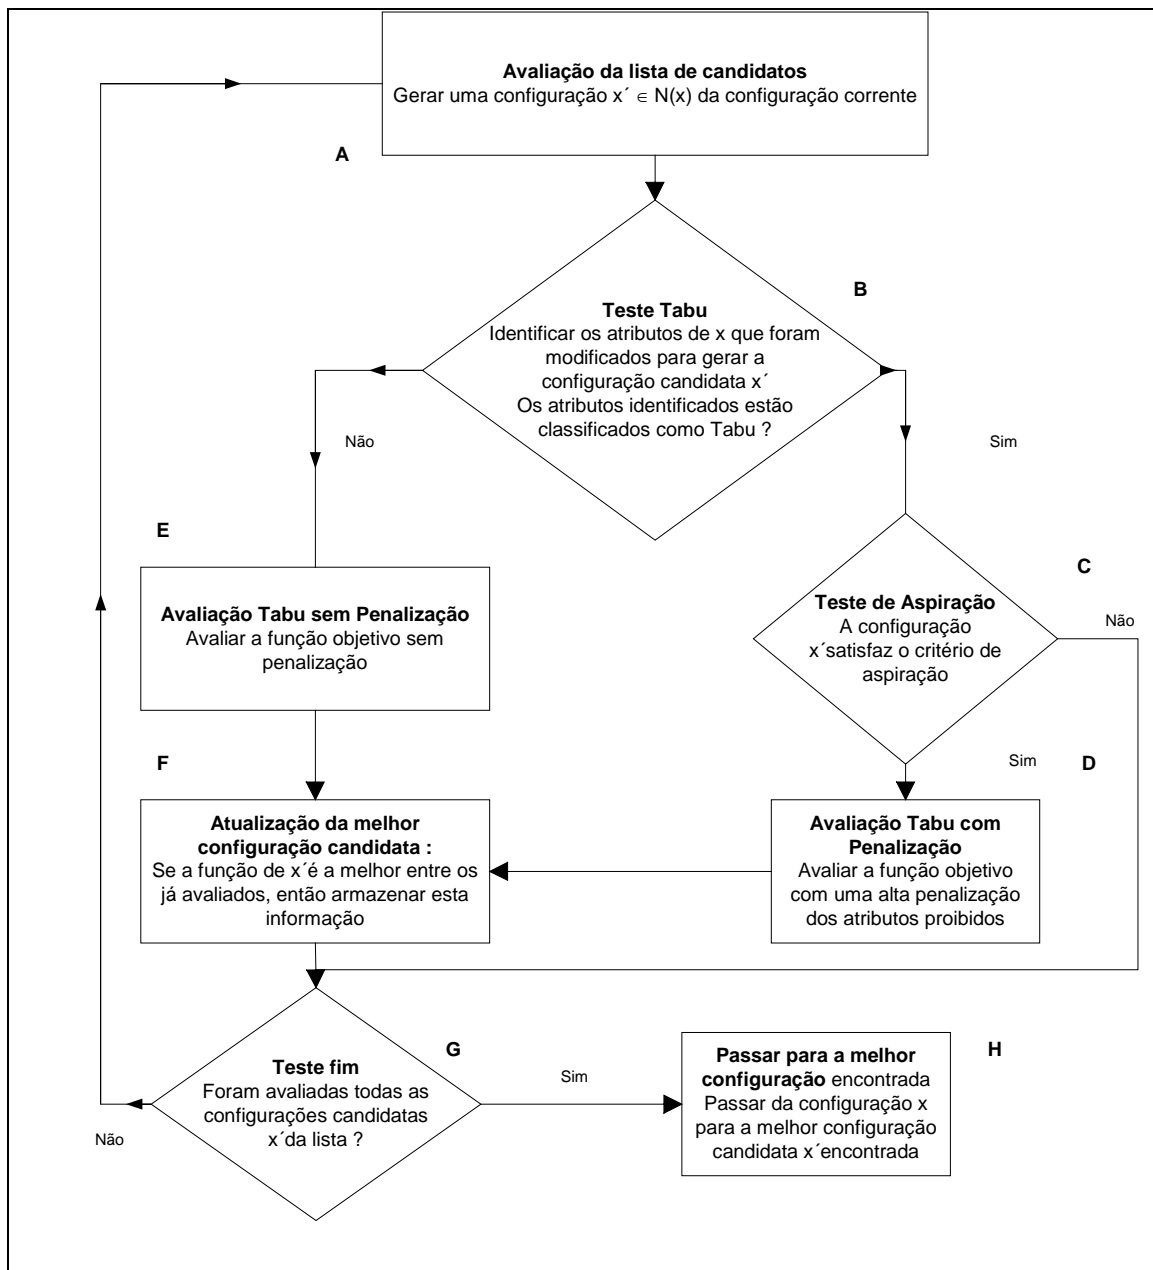 Avaliação da lista de candidatos
Gerar uma configuração x´ ∈ N(x) da configuração corrente
A
B
Teste Tabu
Identificar os atributos de x que foram
modificados para gerar a
configuração candidata x´
Os atributos identificados estão
classificados como Tabu ?
Não
Sim
E
Avaliação Tabu sem Penalização
Avaliar a função objetivo sem
penalização
C
Teste de Aspiração
A configuração
x´satisfaz o critério de
aspiração
Não
Sim
D
F
Atualização da melhor
configuração candidata :
Se a função de x´é a melhor entre os
já avaliados, então armazenar esta
informação
Avaliação Tabu com
Penalização
Avaliar a função objetivo
com uma alta penalização
dos atributos proibidos
G
Teste fim
Foram avaliadas todas as
configurações candidatas
x´da lista ?
Não
Sim
H
Passar para a melhor
configuração encontrada
Passar da configuração x
para a melhor configuração
candidata x´encontrada